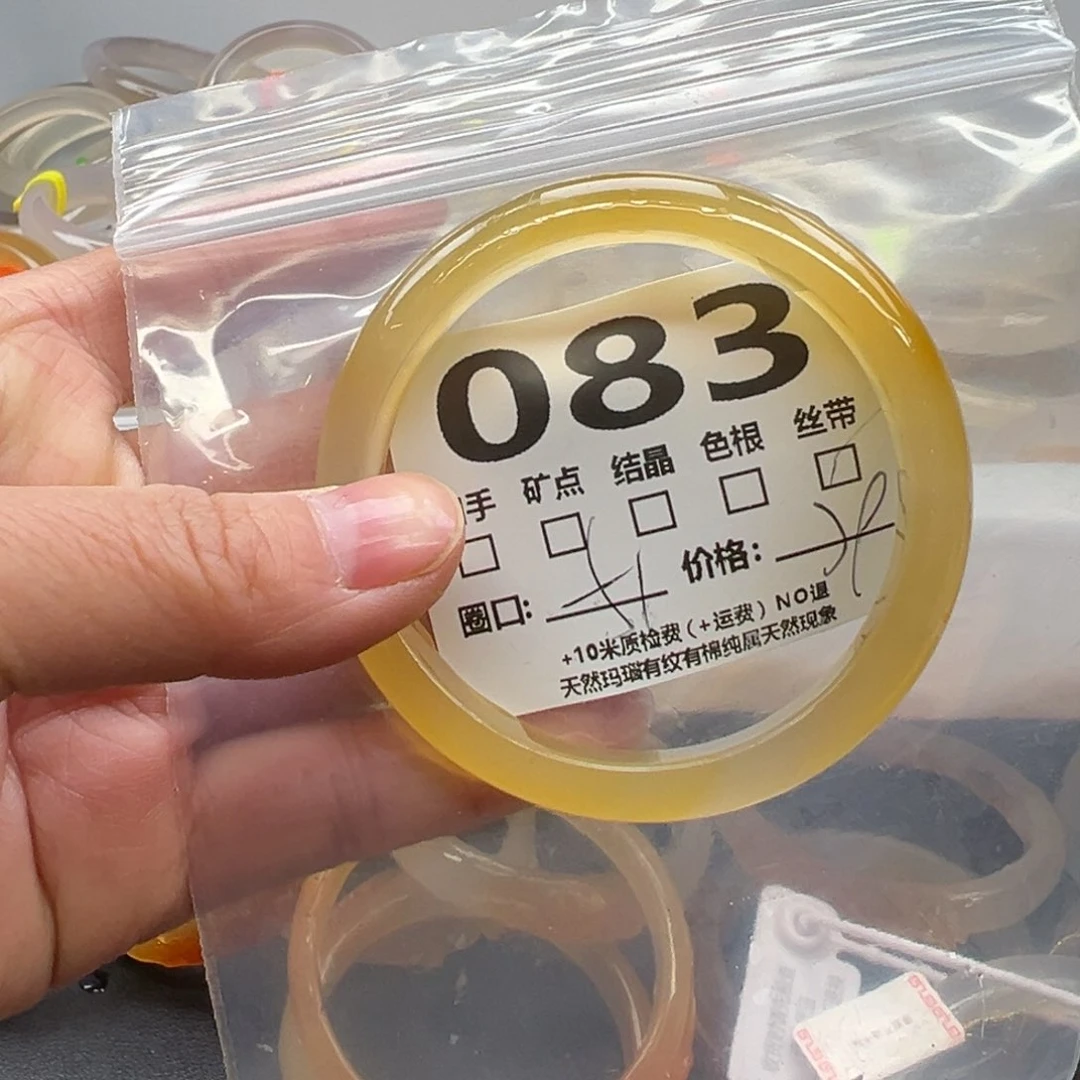 083
手 矿点 结晶 色根 丝带
圈口: 价格:
+10米质检费(+运费) NO退
天然玛瑙有纹有棉纯属天然现象